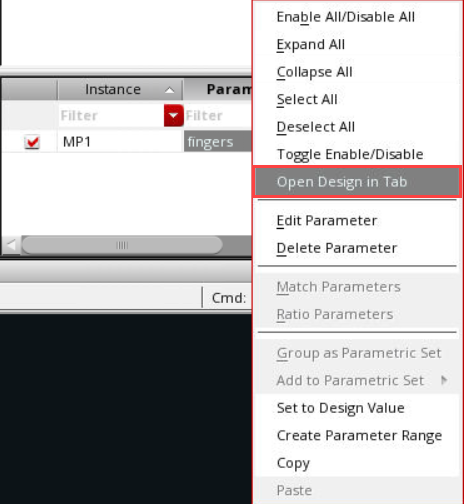 Instance
Param
Filter
Filter
MP1
fingers
Cmd:
Enable All/Disable All
Expand All
Collapse All
Select All
Deselect All
Toggle Enable/Disable
Open Design in Tab
Edit Parameter
Delete Parameter
Match Parameters
Ratio Parameters
Group as Parametric Set
Add to Parametric Set
Set to Design Value
Create Parameter Range
Copy
Paste